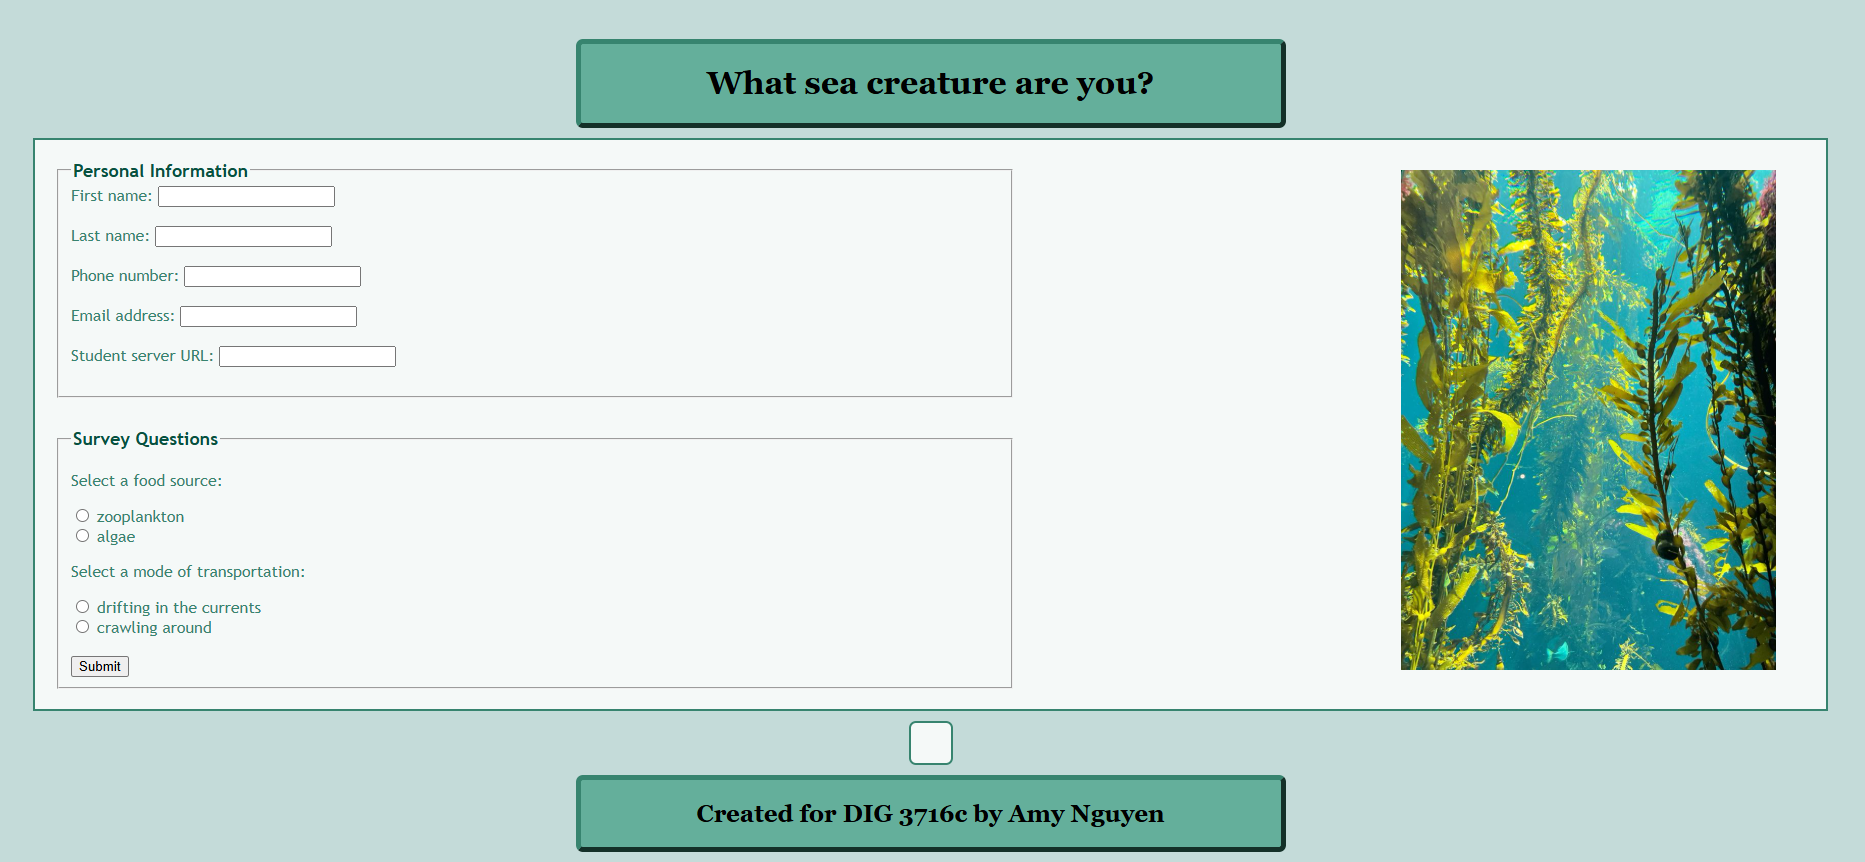 What sea creature are you?
Personal Information
First name:
Last name:
Phone number:
Email address:
Student server URL:
Survey Questions
Select a food source:
zooplankton
algae
Select a mode of transportation:
drifting in the currents
crawling around
Submit
Created for DIG 3716c by Amy Nguyen